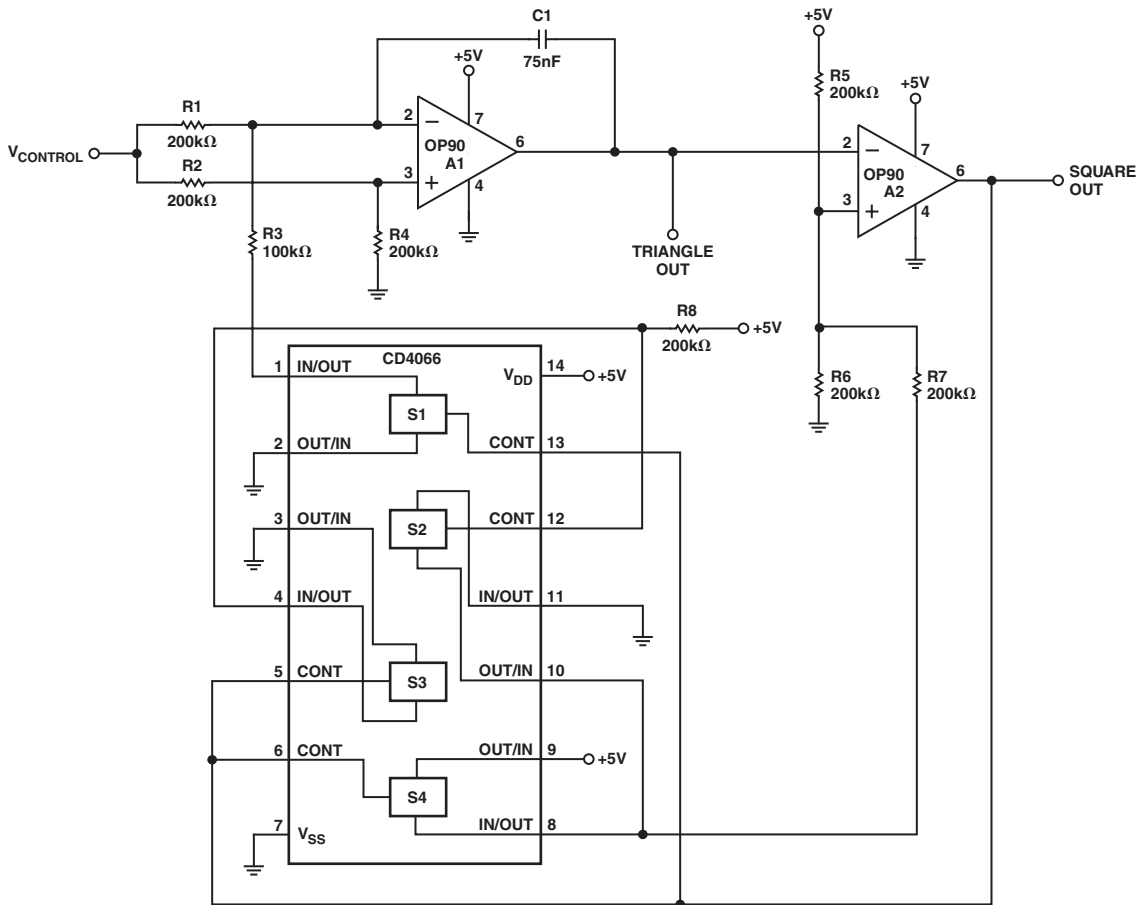 C1
75nF
+5V
+5V
R5
200kΩ
+5V
R1
200kΩ
2
7
OP90
A1
6
3
4
VCONTROL
R2
200kΩ
2
7
OP90
A2
6
3
4
SQUARE
OUT
R3
100kΩ
R4
200kΩ
TRIANGLE
OUT
R8
200kΩ
+5V
R6
200kΩ
R7
200kΩ
CD4066
1
IN/OUT
VDD
14
+5V
S1
2
OUT/IN
CONT
13
3
OUT/IN
S2
CONT
12
4
IN/OUT
IN/OUT
11
5
CONT
S3
OUT/IN
10
6
CONT
OUT/IN
9
+5V
S4
7
VSS
IN/OUT
8